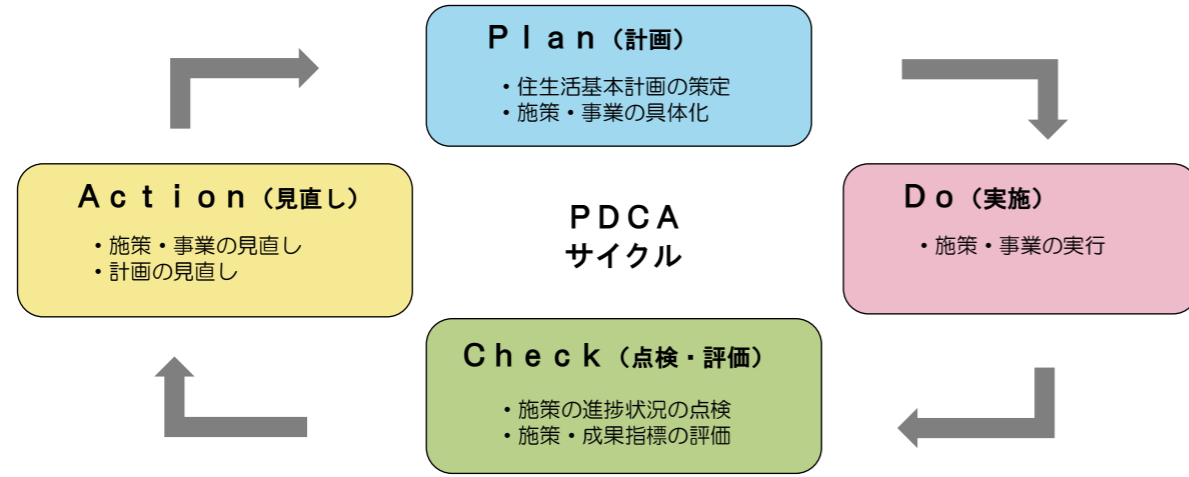 Plan（計画）
・住生活基本計画の策定
・施策・事業の具体化
Do（実施）
・施策・事業の実行
Check（点検・評価）
・施策の進捗状況の点検
・施策・成果指標の評価
Action（見直し）
・施策・事業の見直し
・計画の見直し
PDCA
サイクル